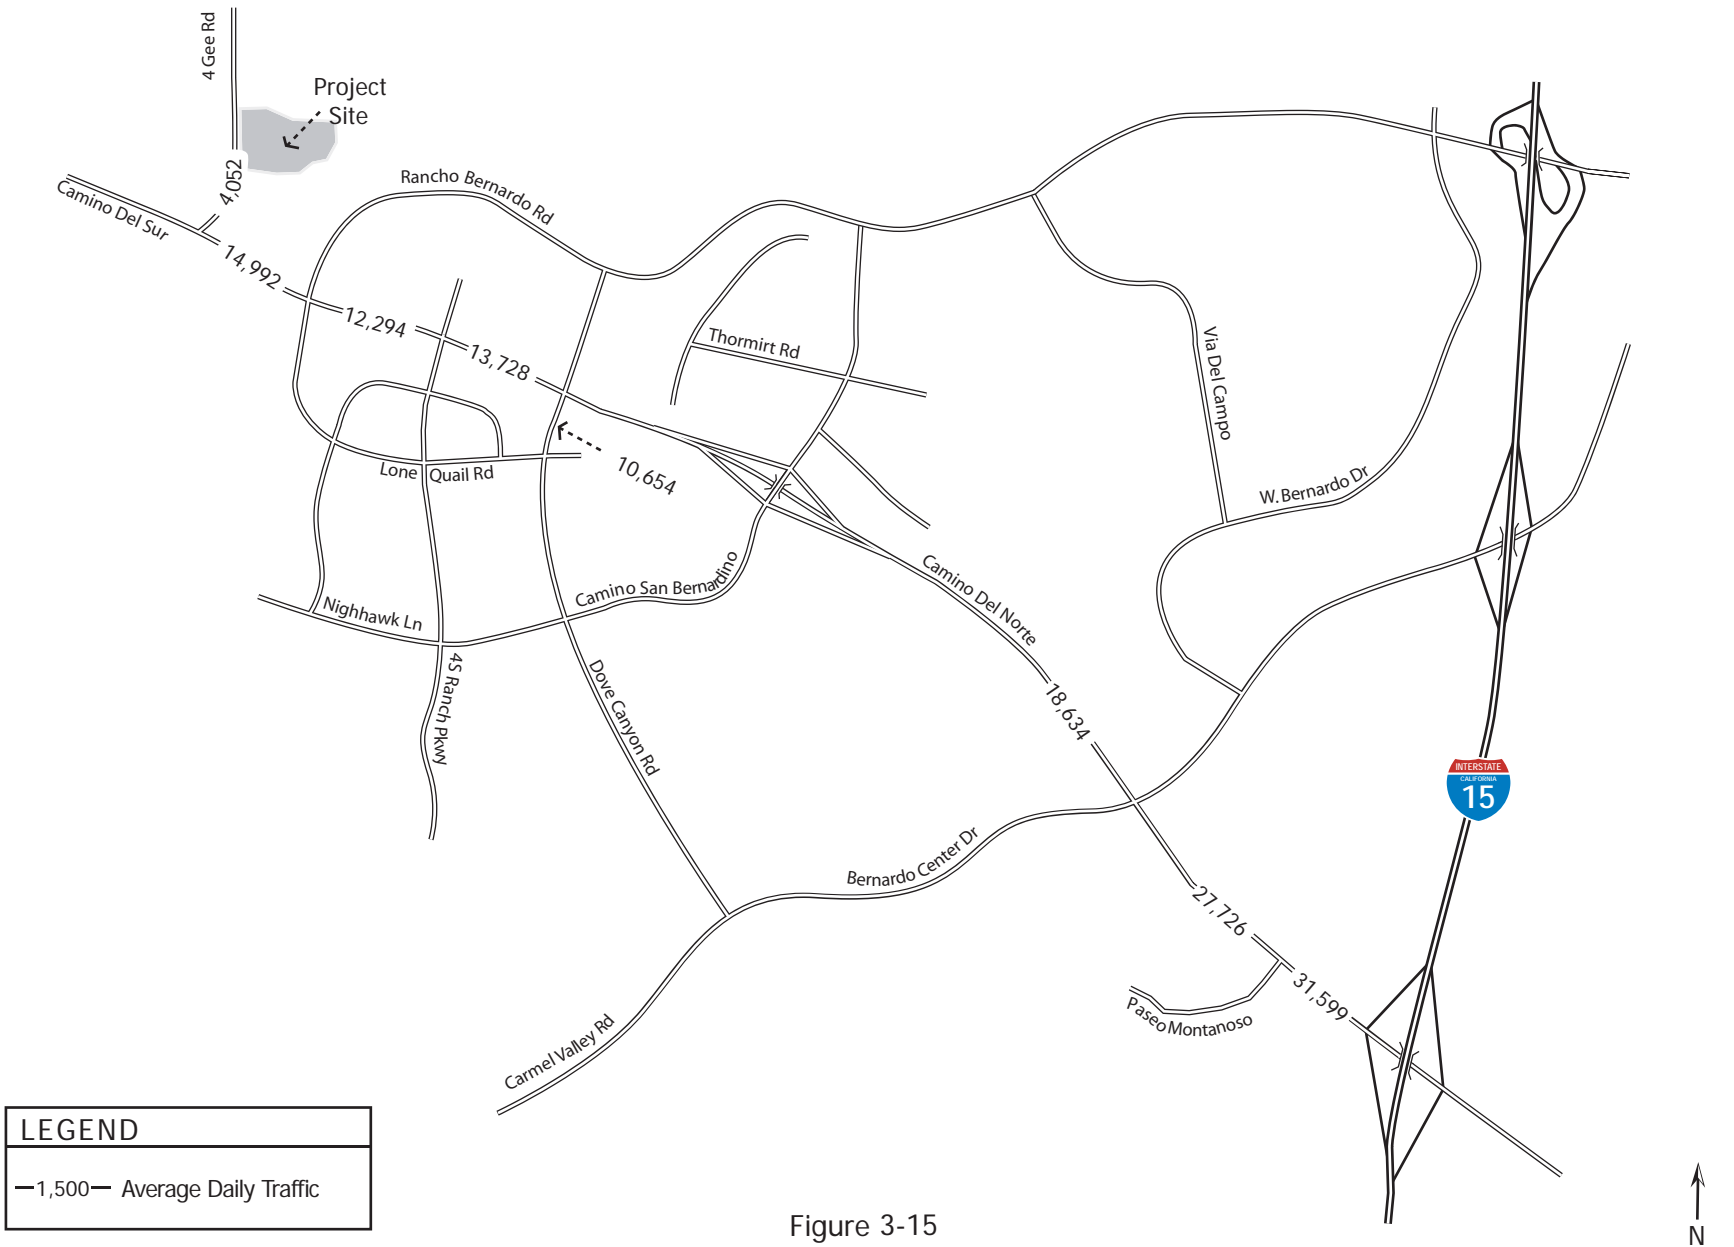 4 Gee Rd
Project
Site
4,052
Camino Del Sur
Rancho Bernardo Rd
14,992
12,294
13,728
Thormirt Rd
Via Del Campo
10,654
Lone Quail Rd
W. Bernardo Dr
Camino San Bernardino
Camino Del Norte
Nighhawk Ln
4S Ranch Pkwy
Dove Canyon Rd
18,634
INTERSTATE
CALIFORNIA
15
Bernardo Center Dr
27,726
31,599
Paseo Montanoso
Carmel Valley Rd
LEGEND
1,500 Average Daily Traffic
Figure 3-15
N